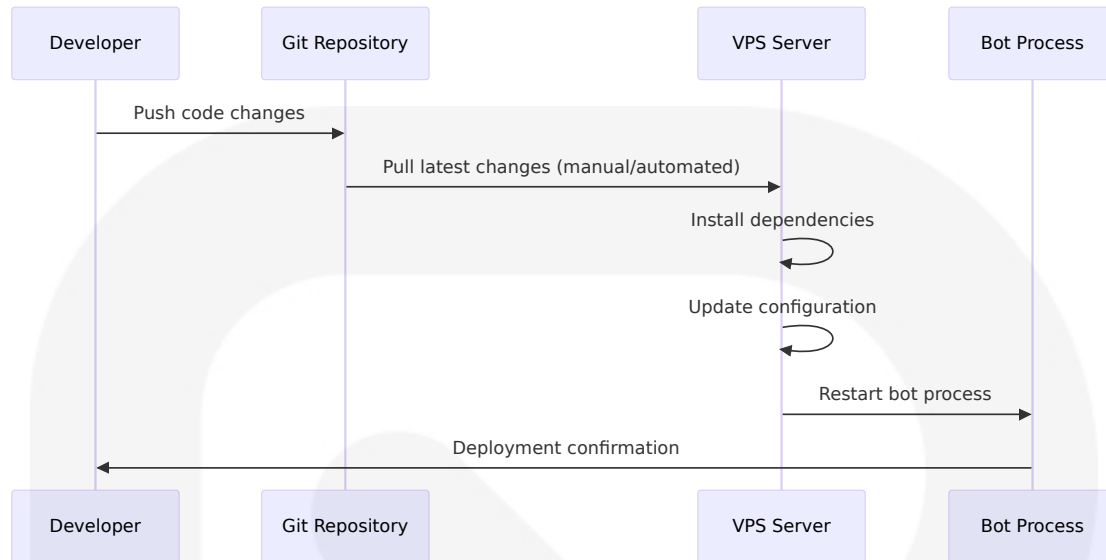 Developer
Git Repository
VPS Server
Bot Process
Push code changes
Pull latest changes (manual/automated)
Install dependencies
Update configuration
Restart bot process
Deployment confirmation
Developer
Git Repository
VPS Server
Bot Process